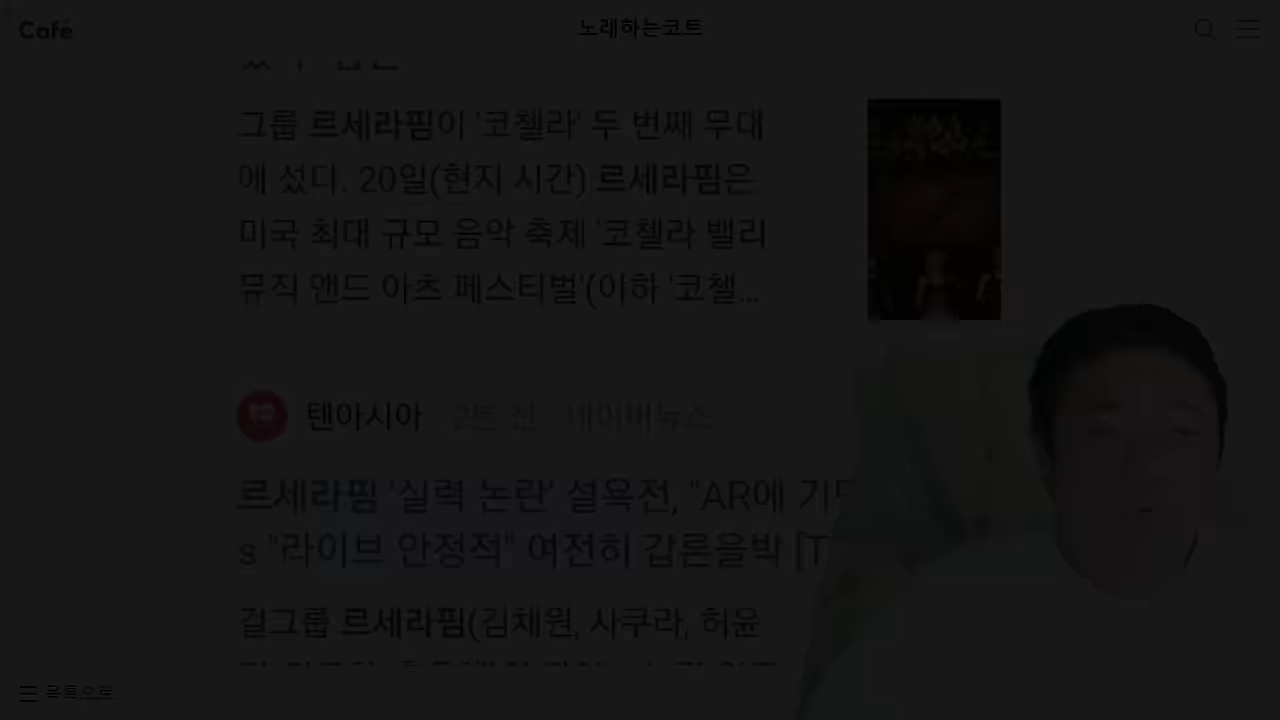 Café
노래하는코트
그룹 르세라핌이 '코첼라' 두 번째 무대
에 섰다. 20일(현지 시간) 르세라핌은
미국 최대 규모 음악 축제 '코첼라 밸리
뮤직 앤드 아츠 페스티벌'(이하 '코첼...
텐아시아 네이버뉴스
르세라핌 '실력 논란' 설욕전, "AR에
s "라이브 안정적" 여전히 갑론을박 [T
걸그룹 르세라핌(김채원, 사쿠라, 허윤
목록으로